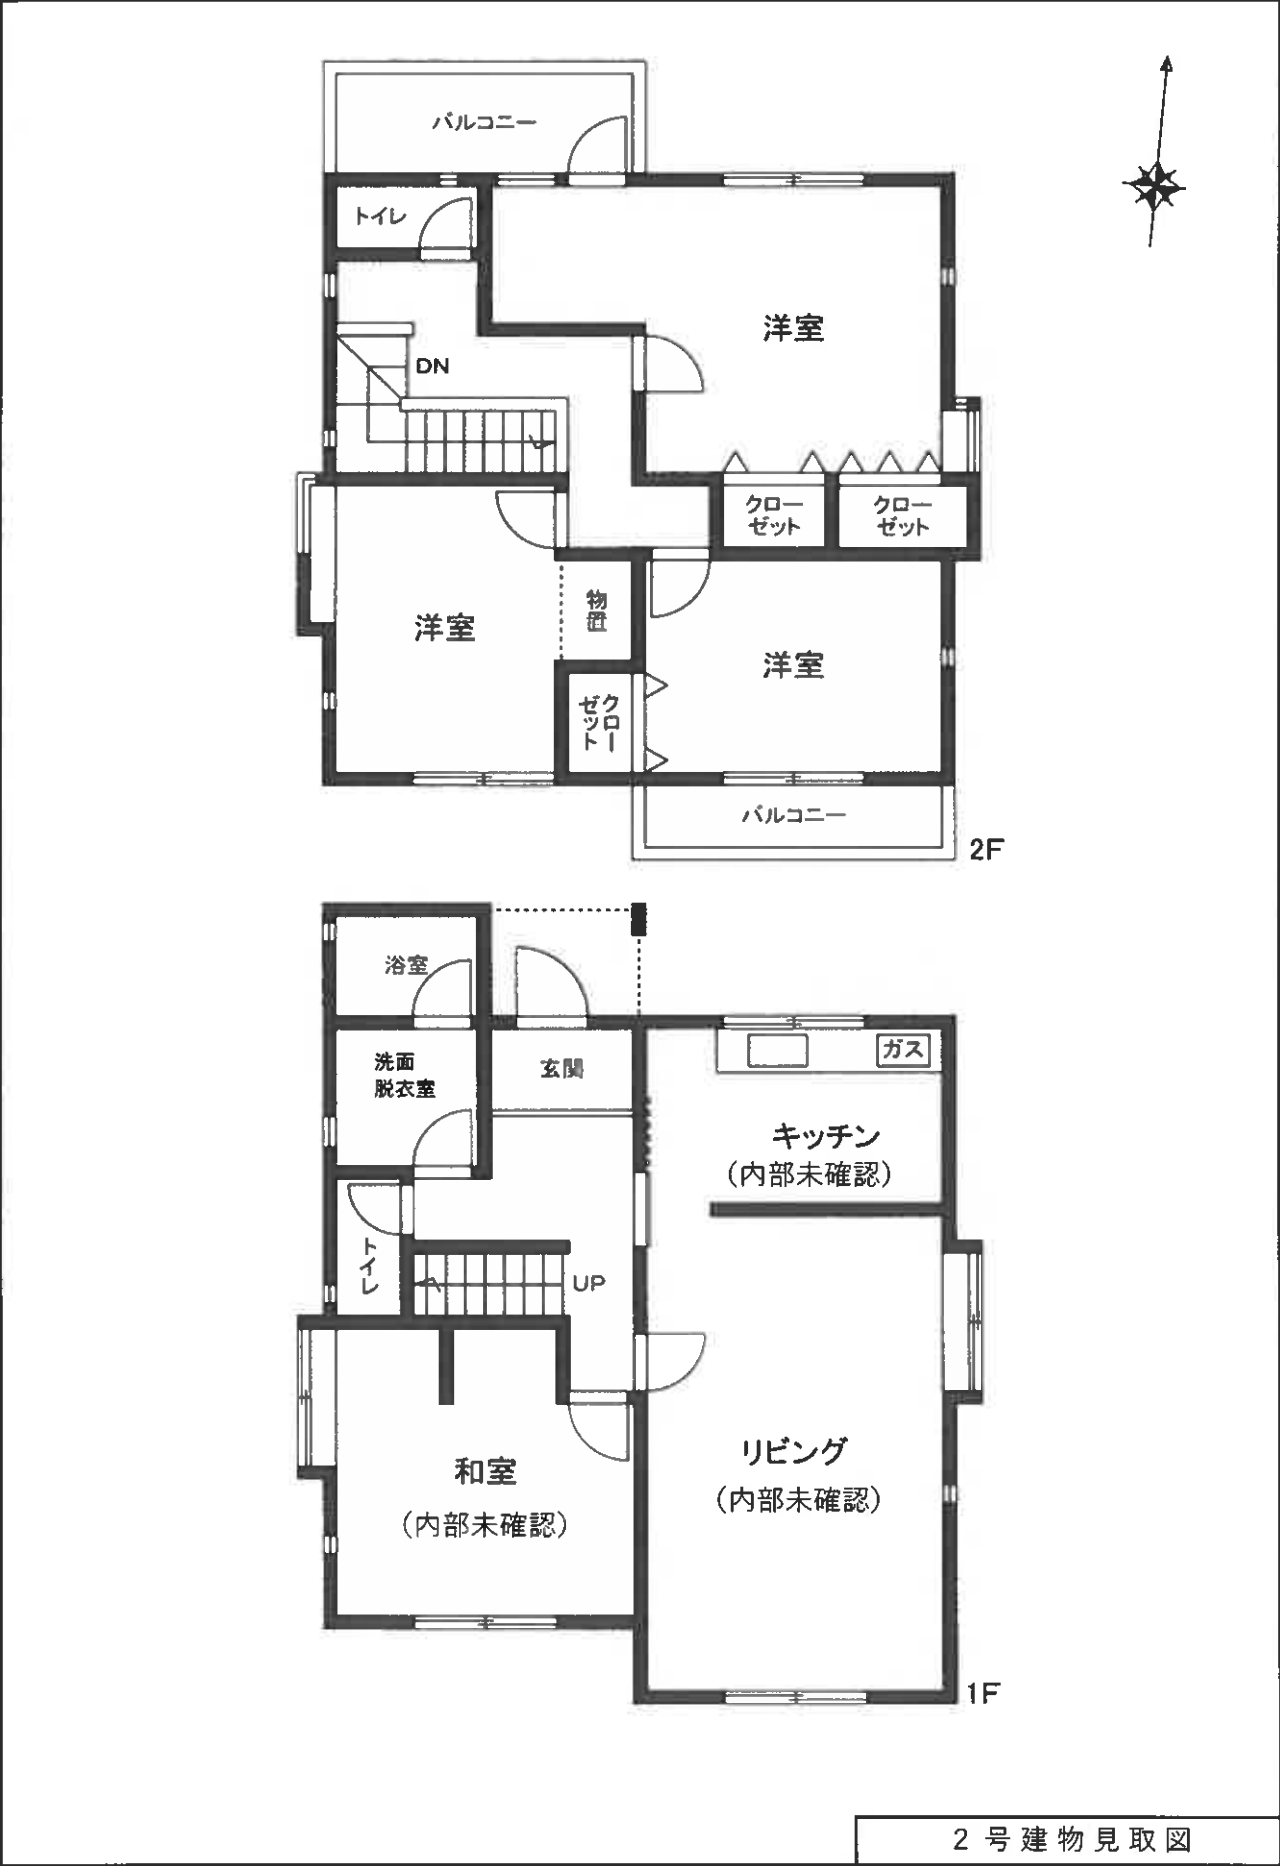 バルコニー
トイレ
洋室
DN
クロー
ゼット
クロー
ゼット
洋室
物置
洋室
クロー
ゼット
バルコニー
2F
浴室
洗面
脱衣室
玄関
ガス
キッチン
（内部未確認）
トイレ
UP
リビング
（内部未確認）
和室
（内部未確認）
1F
2号建物見取図